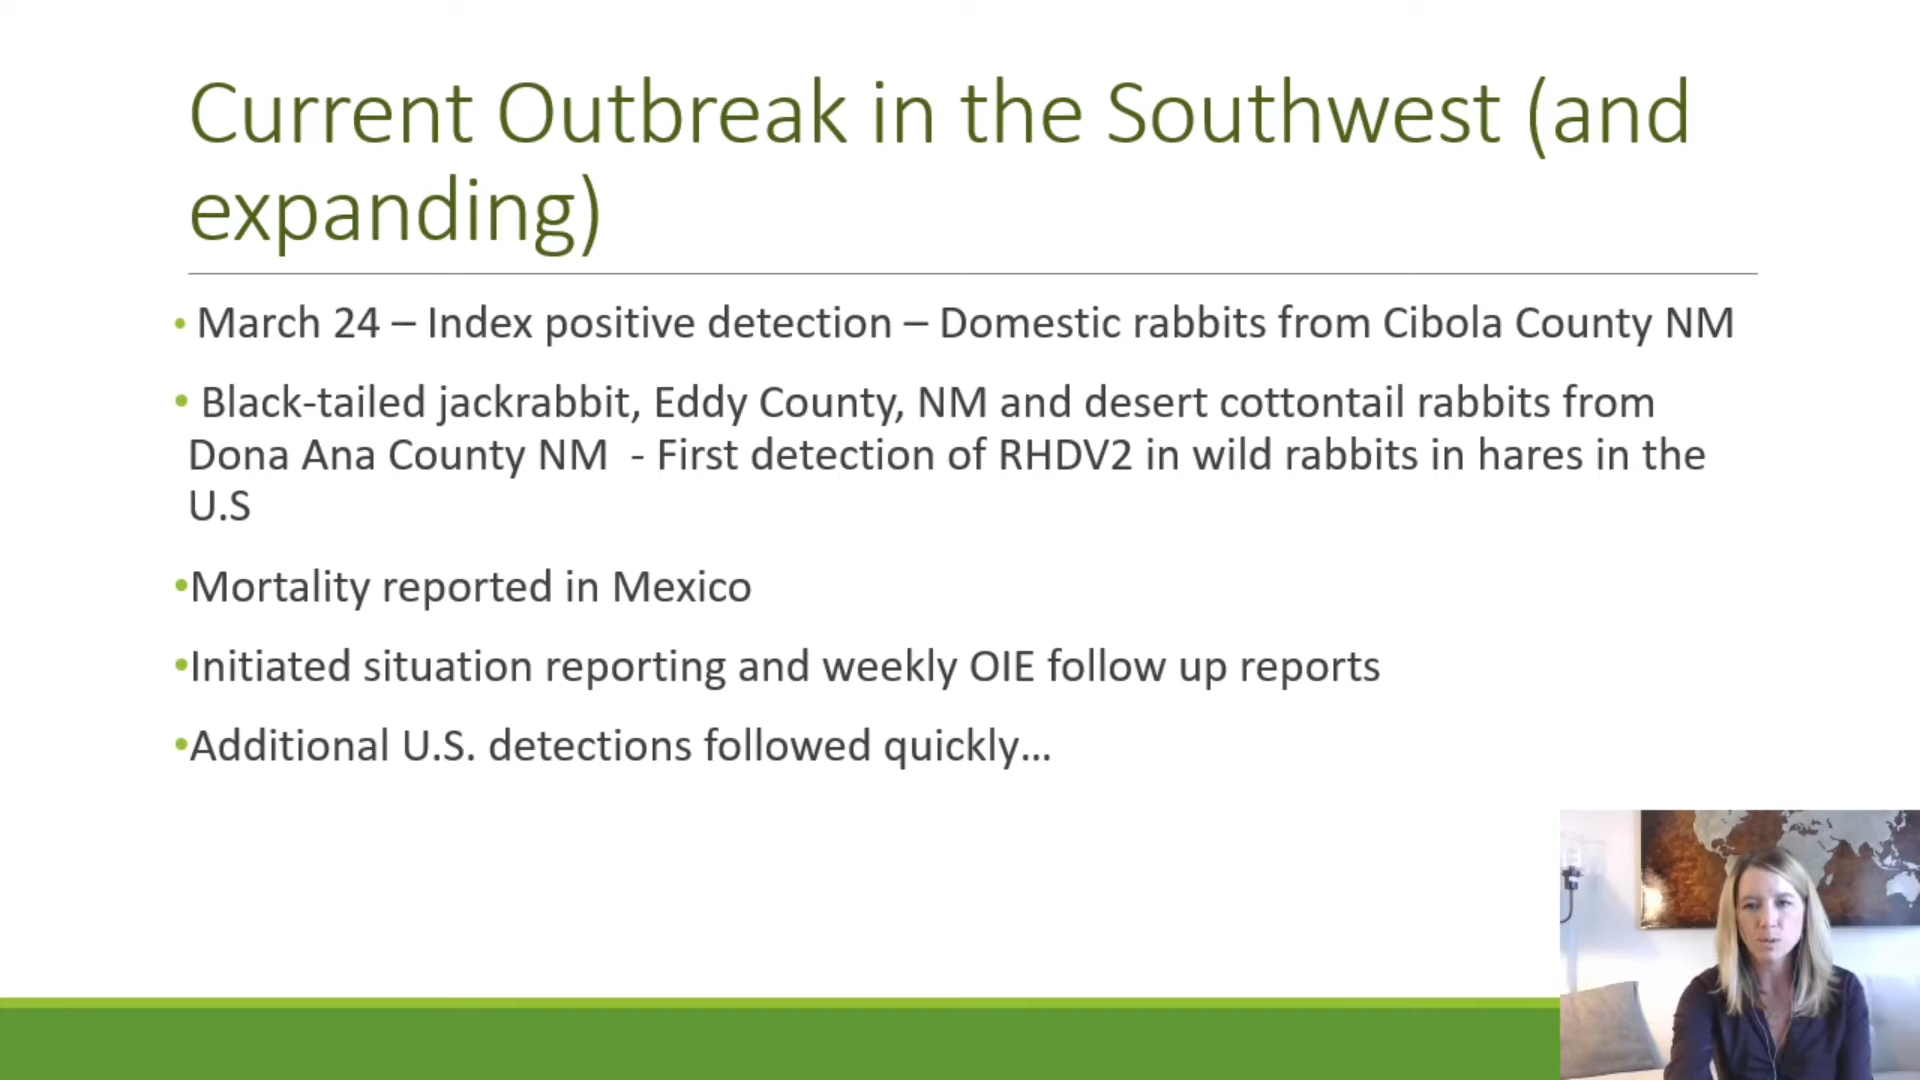 Current Outbreak in the Southwest (and
expanding)
• March 24 – Index positive detection – Domestic rabbits from Cibola County NM
• Black-tailed jackrabbit, Eddy County, NM and desert cottontail rabbits from
Dona Ana County NM  - First detection of RHDV2 in wild rabbits in hares in the
U.S
•Mortality reported in Mexico
•Initiated situation reporting and weekly OIE follow up reports
•Additional U.S. detections followed quickly...